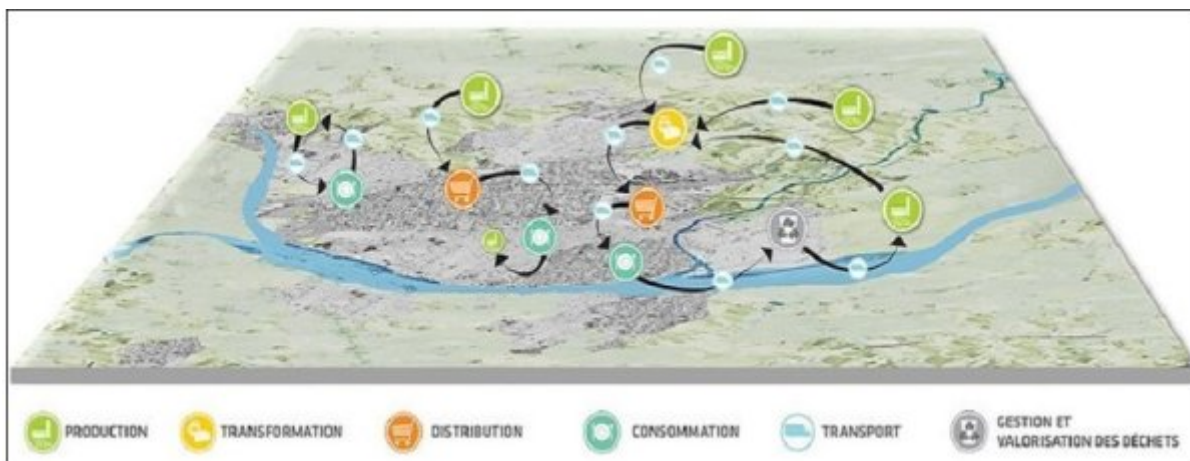 PRODUCTION
TRANSFORMATION
DISTRIBUTION
CONSOMMATION
TRANSPORT
GESTION ET
VALORISATION DES DÉCHETS